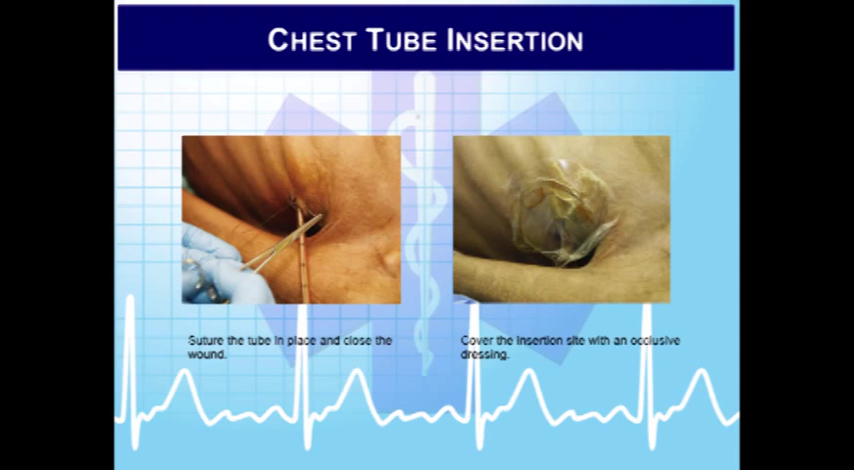 CHEST TUBE INSERTION
Suture the tube in place and close the
wound.
Cover the insertion site with an occlusive
dressing.